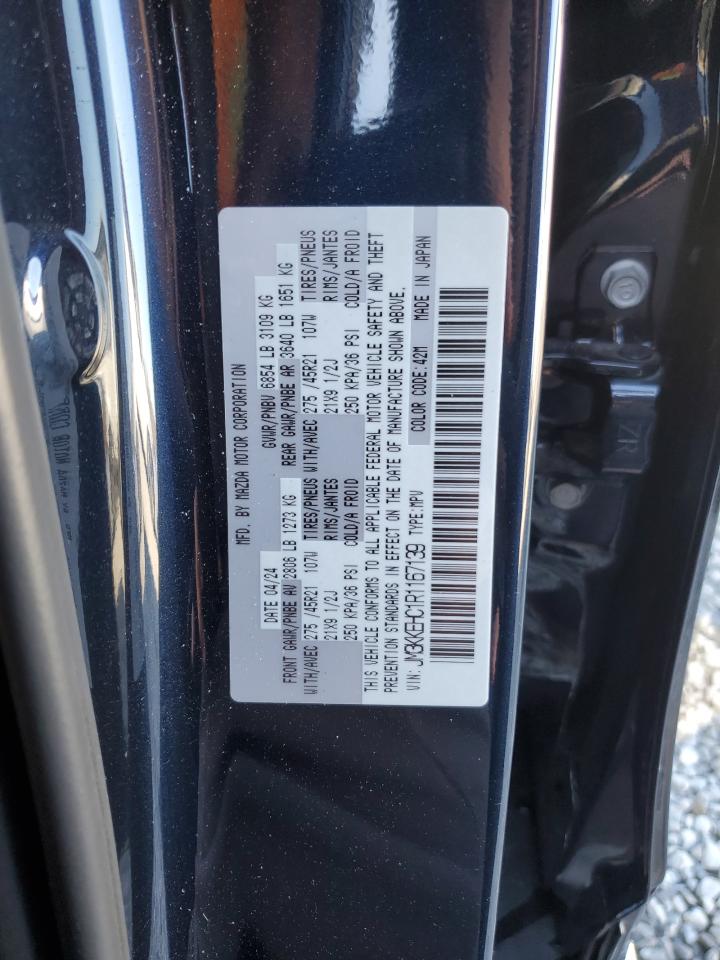 MFD. BY MAZDA MOTOR CORPORATION
DATE 04/24 GVWR/PNBV 6854 LB 3109 KG
FRONT GAWR/PNBE AV 2806 LB 1273 KG REAR GAWR/PNBE AR 3640 LB 1651 KG
WITH/AVEC 275 /45R21 107W TIRES/PNEUS WITH/AVEC 275 /45R21 107W TIRES/PNEUS
21X9 1/2J RIMS/JANTES 21X9 1/2J RIMS/JANTES
250 KPA/36 PSI COLD/A FROID 250 KPA/36 PSI COLD/A FROID
THIS VEHICLE CONFORMS TO ALL APPLICABLE FEDERAL MOTOR VEHICLE SAFETY AND THEFT
PREVENTION STANDARDS IN EFFECT ON THE DATE OF MANUFACTURE SHOWN ABOVE.
VIN: JM3KKEHC1R1167139 TYPE:MPV COLOR CODE:42M MADE IN JAPAN
ZR